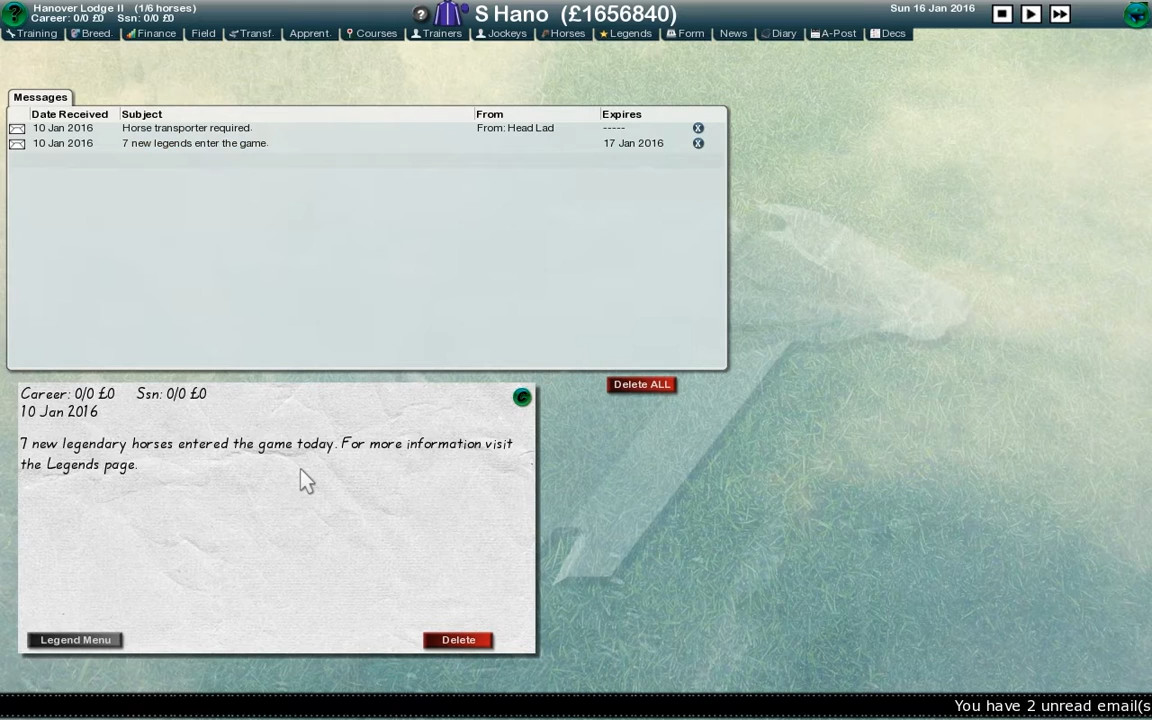 Hanover Lodge II (1/6 horses)
Career: 0/0 £0 Ssn: 0/0 £0
? S Hano (£1656840)
Sun 16 Jan 2016
Training Breed. Finance Field Transf. Apprent. Courses Trainers Jockeys Horses Legends Form News Diary A-Post Decs
Messages
Date Received Subject From Expires
10 Jan 2016 Horse transporter required. From: Head Lad ----- X
10 Jan 2016 7 new legends enter the game. 17 Jan 2016 X
Delete ALL
Career: 0/0 £0 Ssn: 0/0 £0
10 Jan 2016
7 new legendary horses entered the game today. For more information visit
the Legends page.
Legend Menu Delete
You have 2 unread email(s